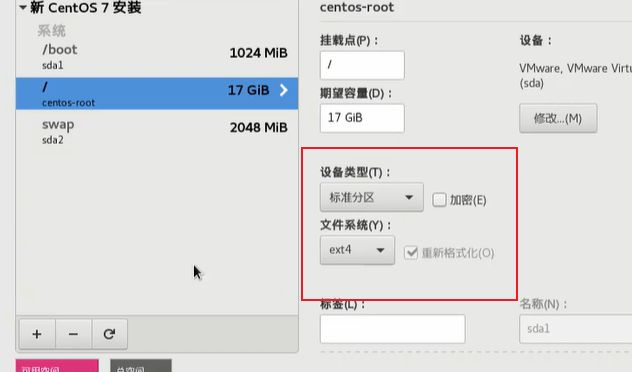 新 CentOS 7 安装
系统
/boot
1024 MiB
sda1
/
17 GiB
centos-root
swap
2048 MiB
sda2
+ −
centos-root
挂载点(P)：
设备：
/
VMware, VMware Virtu
(sda)
期望容量(D)：
17 GiB
修改...(M)
设备类型(T)：
标准分区
加密(E)
文件系统(Y)：
ext4
重新格式化(O)
标签(L)：
名称(N)：
sda1
可用空间
总空间